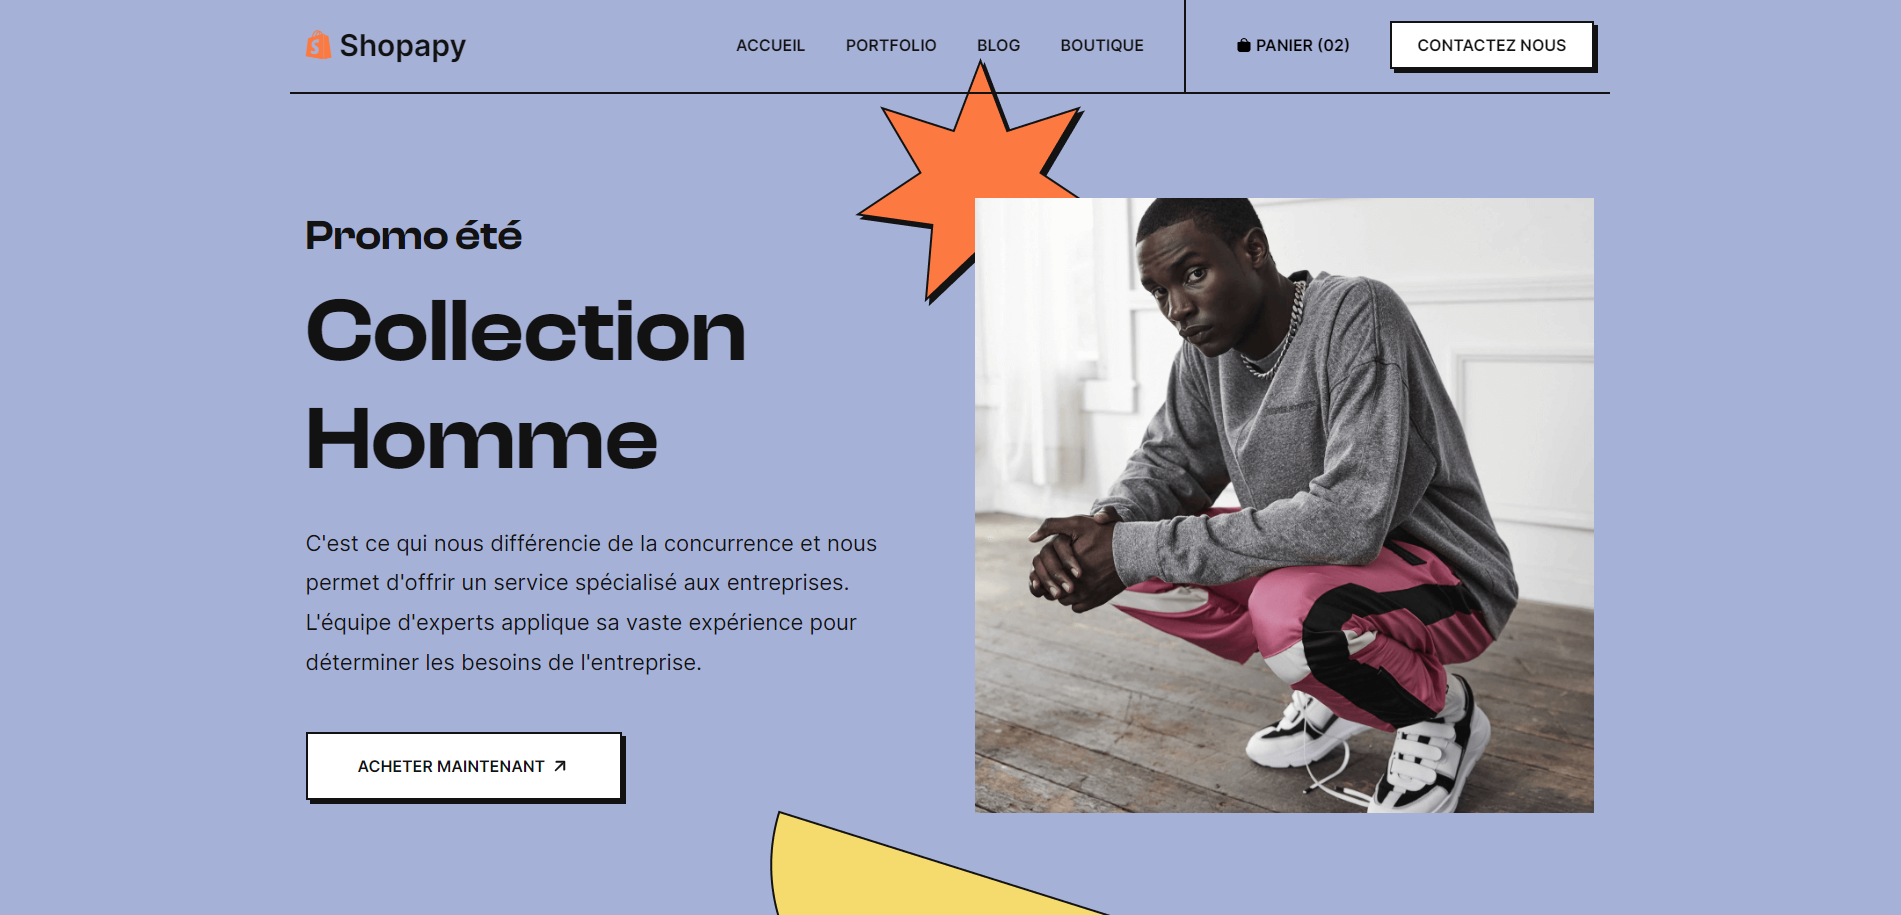 Shopapy
ACCUEIL PORTFOLIO BLOG BOUTIQUE PANIER (02) CONTACTEZ NOUS
Promo été
Collection
Homme
C'est ce qui nous différencie de la concurrence et nous
permet d'offrir un service spécialisé aux entreprises.
L'équipe d'experts applique sa vaste expérience pour
déterminer les besoins de l'entreprise.
ACHETER MAINTENANT